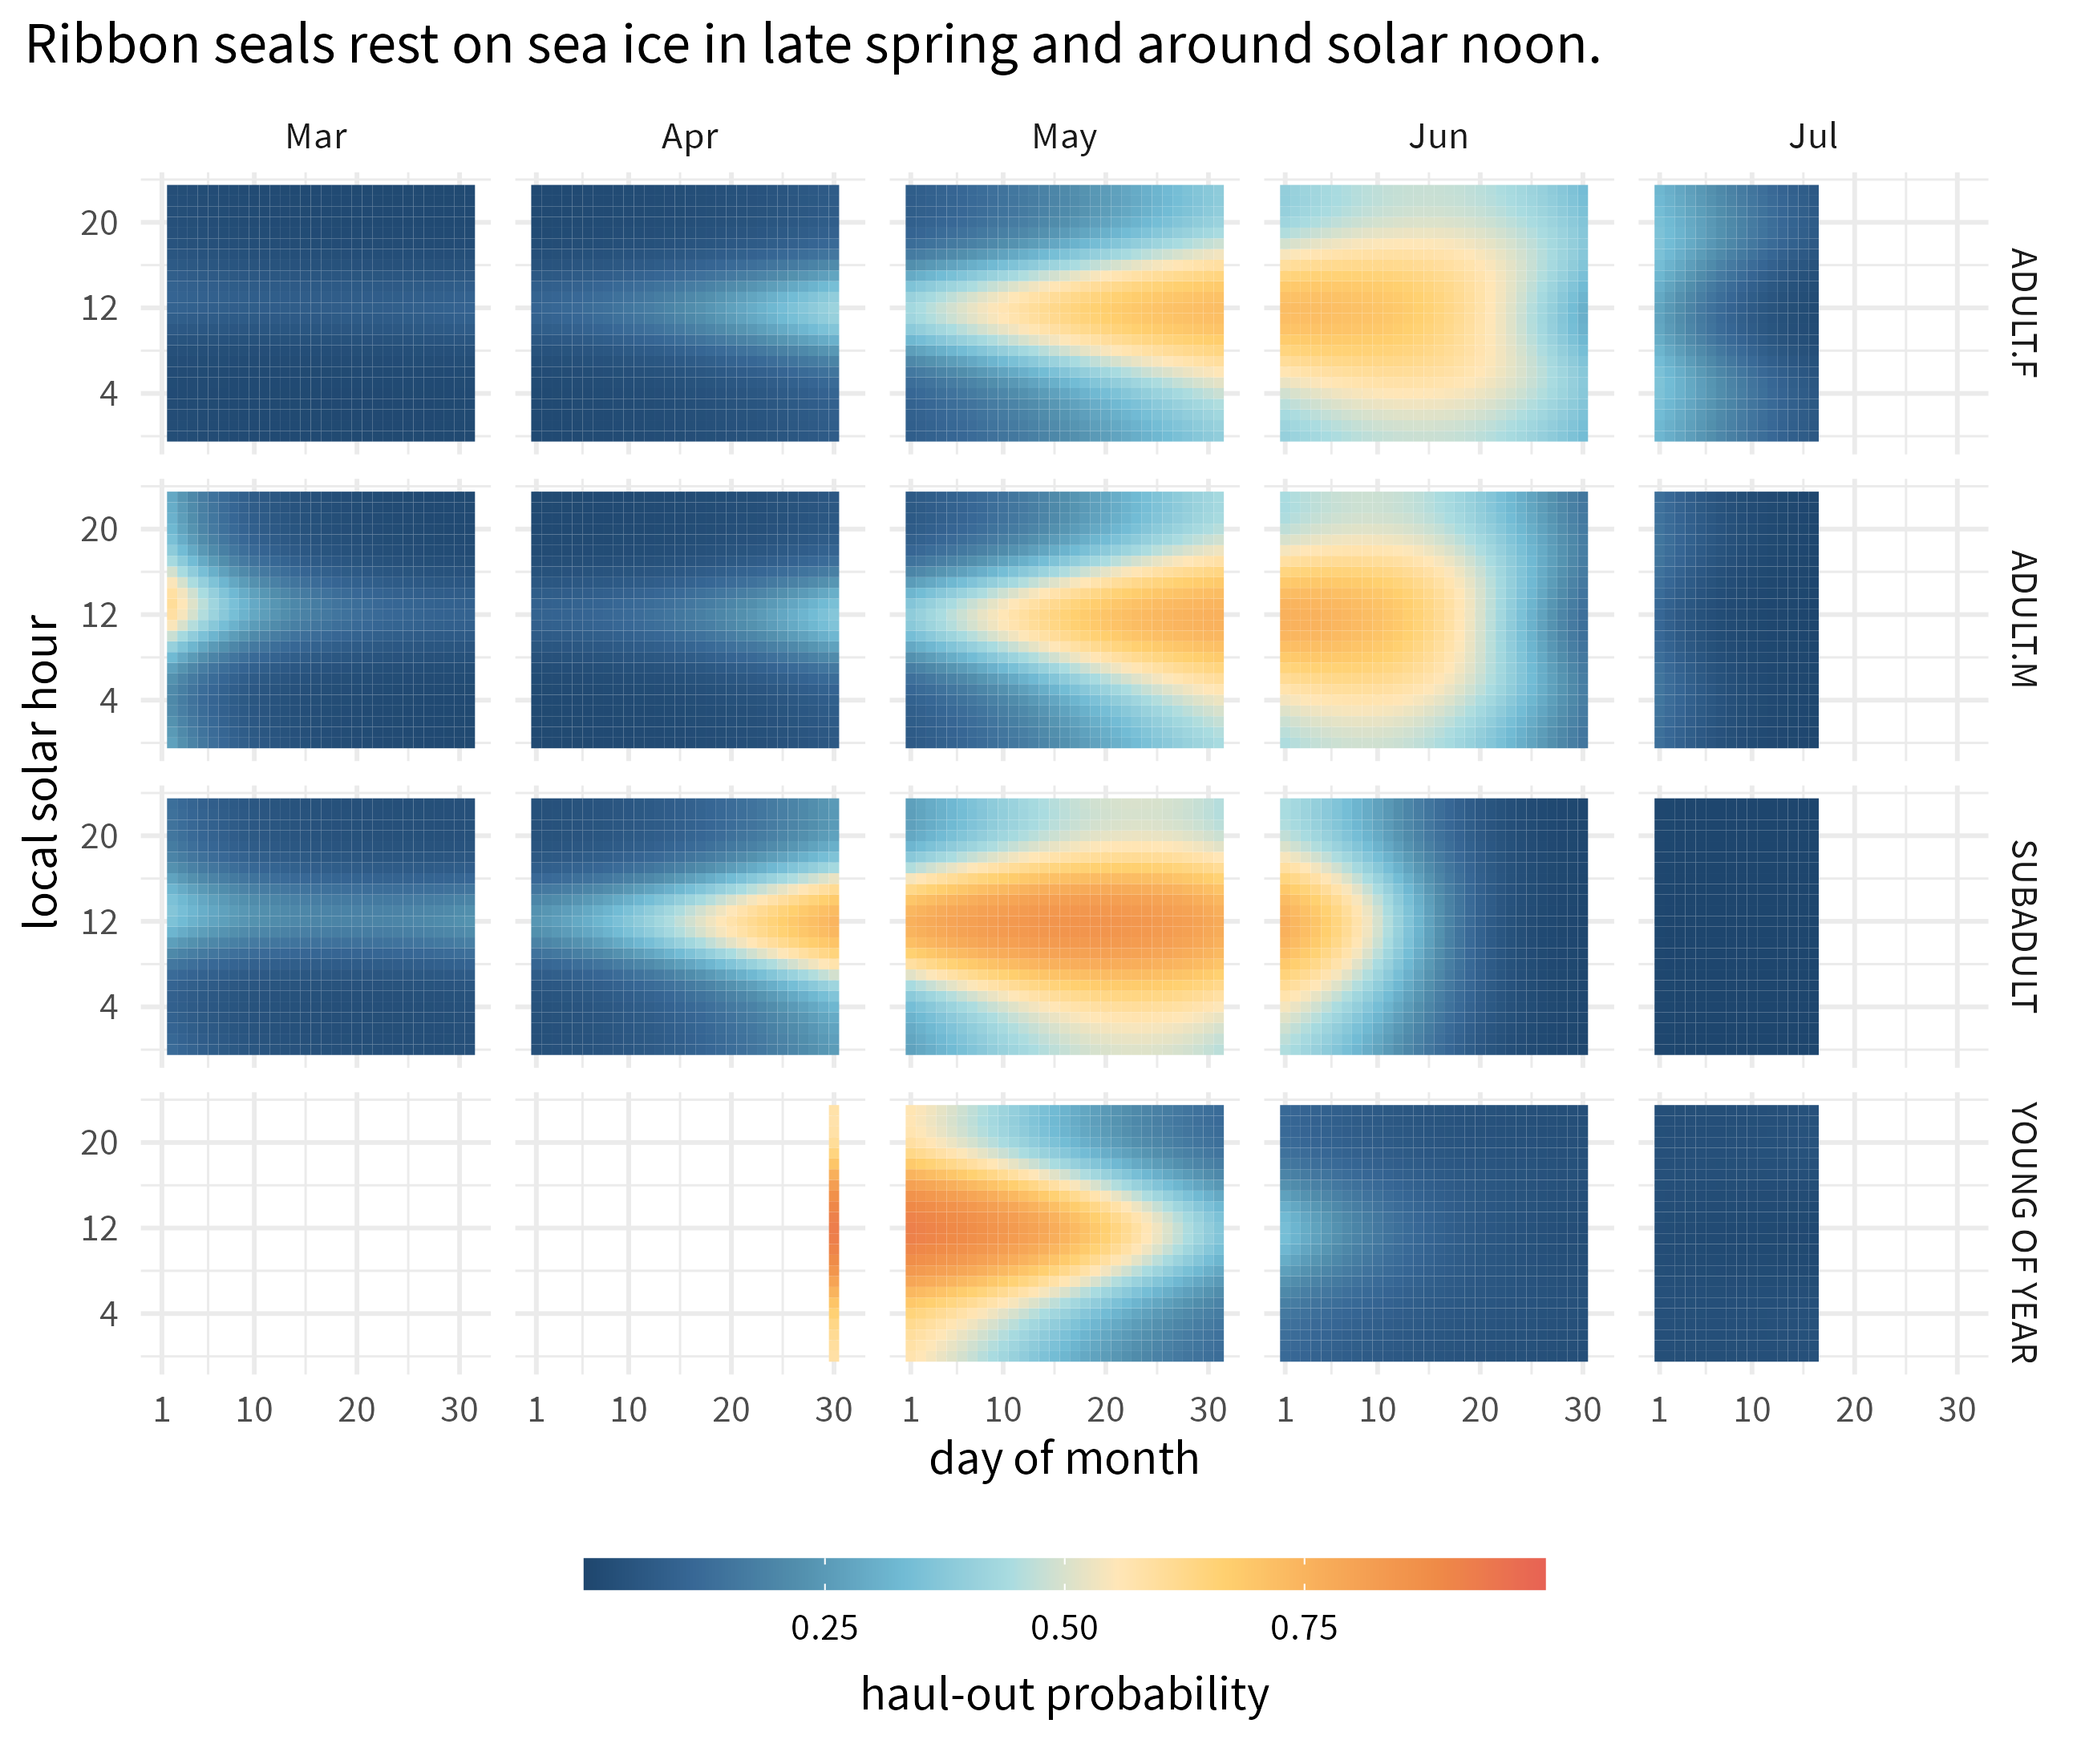 Ribbon seals rest on sea ice in late spring and around solar noon.
Mar Apr May Jun Jul
20
12
4
ADULT.F
20
12
4
ADULT.M
20
12
4
SUBADULT
20
12
4
YOUNG OF YEAR
local solar hour
1 10 20 30 1 10 20 30 1 10 20 30 1 10 20 30 1 10 20 30
day of month
0.25 0.50 0.75
haul-out probability